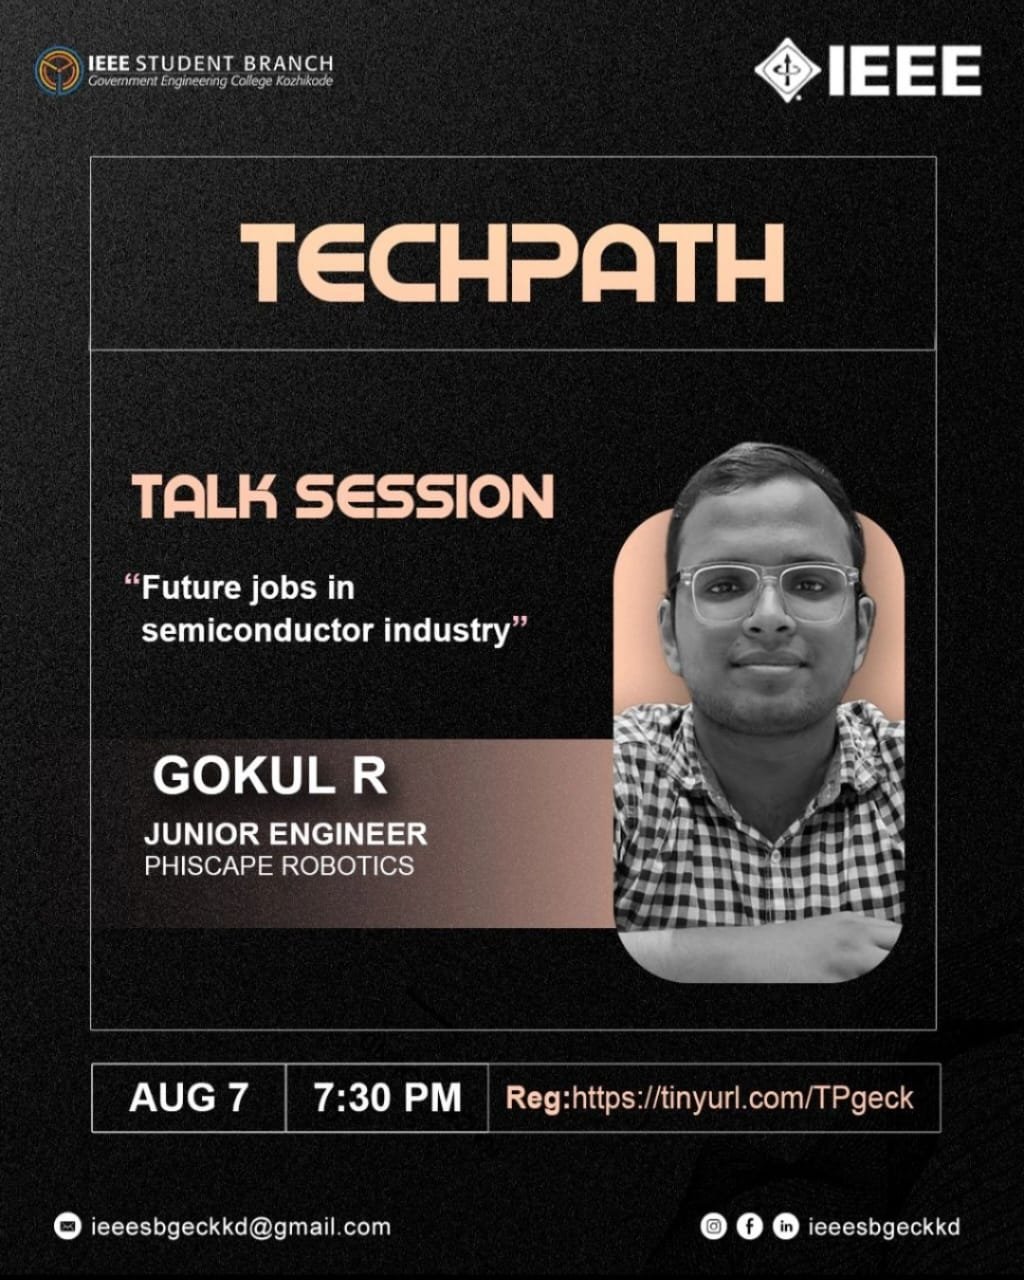 IEEE STUDENT BRANCH
Government Engineering College Kozhikode
IEEE
TECHPATH
TALK SESSION
“Future jobs in
semiconductor industry”
GOKUL R
JUNIOR ENGINEER
PHISCAPE ROBOTICS
AUG 7
7:30 PM
Reg:https://tinyurl.com/TPgeck
ieeesbgeckkd@gmail.com
ieeesbgeckkd